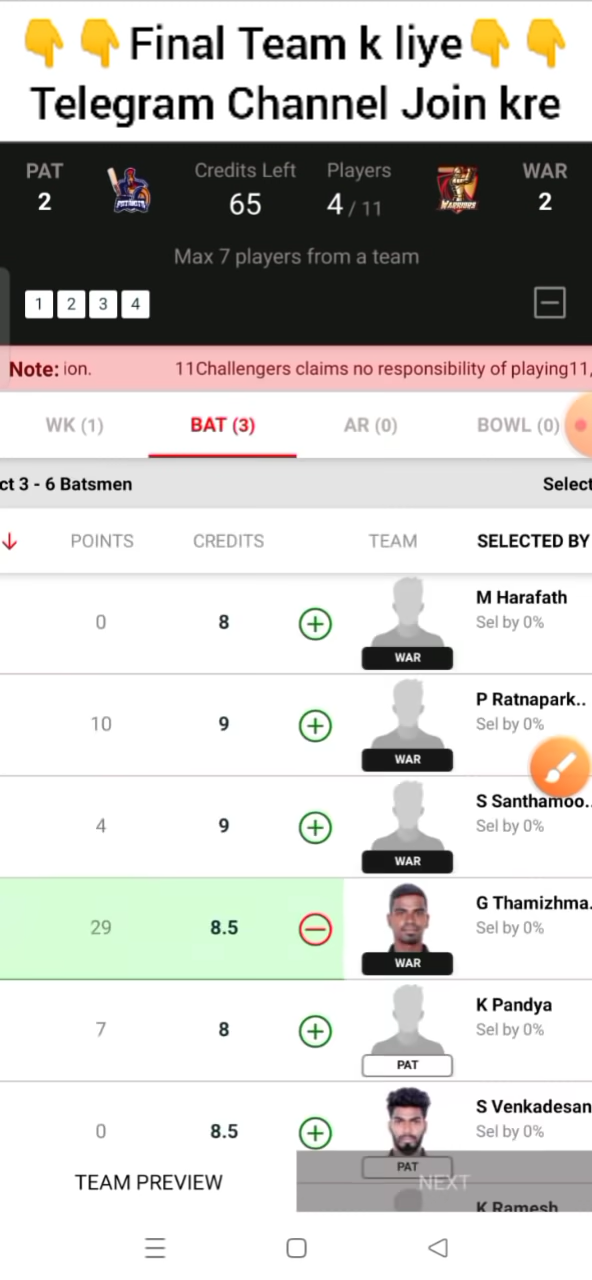 👇👇Final Team k liye👇👇
Telegram Channel Join kre
PAT Credits Left Players WAR
2 65 4 / 11 2
Max 7 players from a team
1 2 3 4
Note: ion. 11Challengers claims no responsibility of playing11,
WK (1) BAT (3) AR (0) BOWL (0)
ct 3 - 6 Batsmen Select
POINTS CREDITS TEAM SELECTED BY
M Harafath
0 8 Sel by 0%
WAR
P Ratnapark..
10 9 Sel by 0%
WAR
S Santhamoo..
4 9 Sel by 0%
WAR
G Thamizhma.
29 8.5 Sel by 0%
WAR
K Pandya
7 8 Sel by 0%
PAT
S Venkadesan
0 8.5 Sel by 0%
PAT
TEAM PREVIEW NEXT
K Ramesh